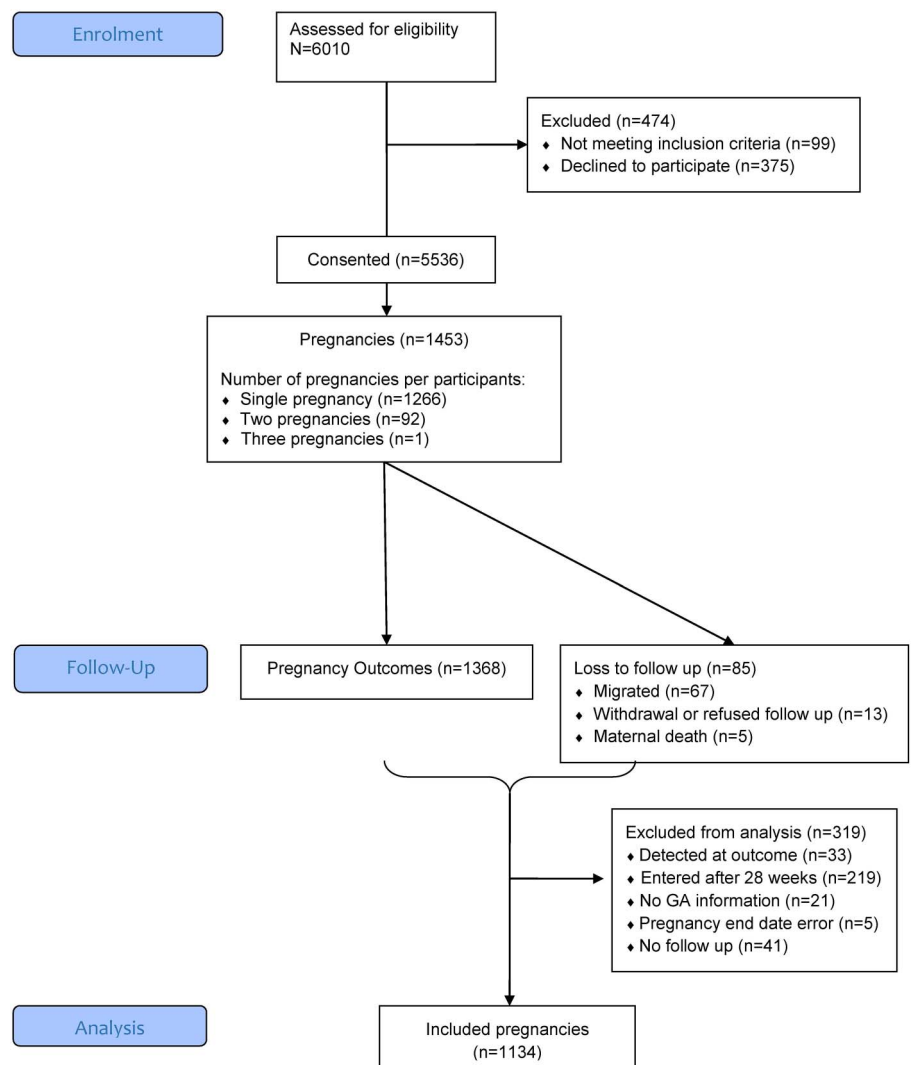 Enrolment
Assessed for eligibility
N=6010
Excluded (n=474)
♦ Not meeting inclusion criteria (n=99)
♦ Declined to participate (n=375)
Consented (n=5536)
Pregnancies (n=1453)
Number of pregnancies per participants:
♦ Single pregnancy (n=1266)
♦ Two pregnancies (n=92)
♦ Three pregnancies (n=1)
Follow-Up
Pregnancy Outcomes (n=1368)
Loss to follow up (n=85)
♦ Migrated (n=67)
♦ Withdrawal or refused follow up (n=13)
♦ Maternal death (n=5)
Excluded from analysis (n=319)
♦ Detected at outcome (n=33)
♦ Entered after 28 weeks (n=219)
♦ No GA information (n=21)
♦ Pregnancy end date error (n=5)
♦ No follow up (n=41)
Analysis
Included pregnancies
(n=1134)